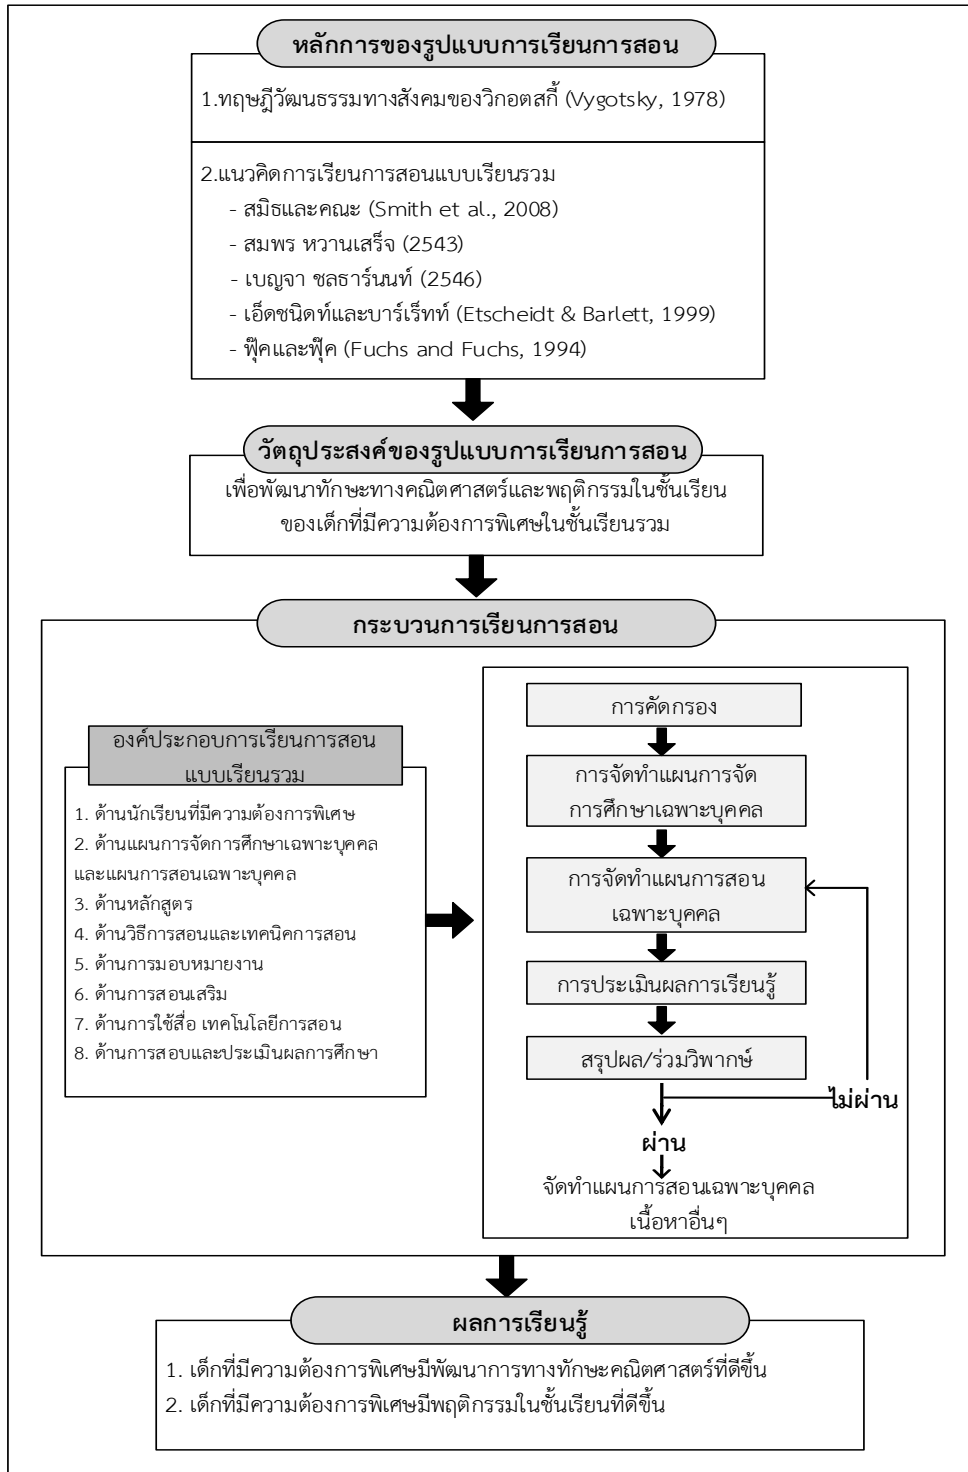 หลักการของรูปแบบการเรียนการสอน
1.ทฤษฎีวัฒนธรรมทางสังคมของวิกอตสกี้ (Vygotsky, 1978)
2.แนวคิดการเรียนการสอนแบบเรียนรวม
- สมิธและคณะ (Smith et al., 2008)
- สมพร หวานเสร็จ (2543)
- เบญจา ชลธาร์นนท์ (2546)
- เอ็ดชนิดท์และบาร์เร็ทท์ (Etscheidt & Barlett, 1999)
- ฟุ๊คและฟุ๊ค (Fuchs and Fuchs, 1994)
วัตถุประสงค์ของรูปแบบการเรียนการสอน
เพื่อพัฒนาทักษะทางคณิตศาสตร์และพฤติกรรมในชั้นเรียน
ของเด็กที่มีความต้องการพิเศษในชั้นเรียนรวม
กระบวนการเรียนการสอน
องค์ประกอบการเรียนการสอน
แบบเรียนรวม
1. ด้านนักเรียนที่มีความต้องการพิเศษ
2. ด้านแผนการจัดการศึกษาเฉพาะบุคคล
และแผนการสอนเฉพาะบุคคล
3. ด้านหลักสูตร
4. ด้านวิธีการสอนและเทคนิคการสอน
5. ด้านการมอบหมายงาน
6. ด้านการสอนเสริม
7. ด้านการใช้สื่อ เทคโนโลยีการสอน
8. ด้านการสอบและประเมินผลการศึกษา
การคัดกรอง
การจัดทำแผนการจัด
การศึกษาเฉพาะบุคคล
การจัดทำแผนการสอน
เฉพาะบุคคล
การประเมินผลการเรียนรู้
สรุปผล/ร่วมวิพากษ์
ไม่ผ่าน
ผ่าน
จัดทำแผนการสอนเฉพาะบุคคล
เนื้อหาอื่นๆ
ผลการเรียนรู้
1. เด็กที่มีความต้องการพิเศษมีพัฒนาการทางทักษะคณิตศาสตร์ที่ดีขึ้น
2. เด็กที่มีความต้องการพิเศษมีพฤติกรรมในชั้นเรียนที่ดีขึ้น